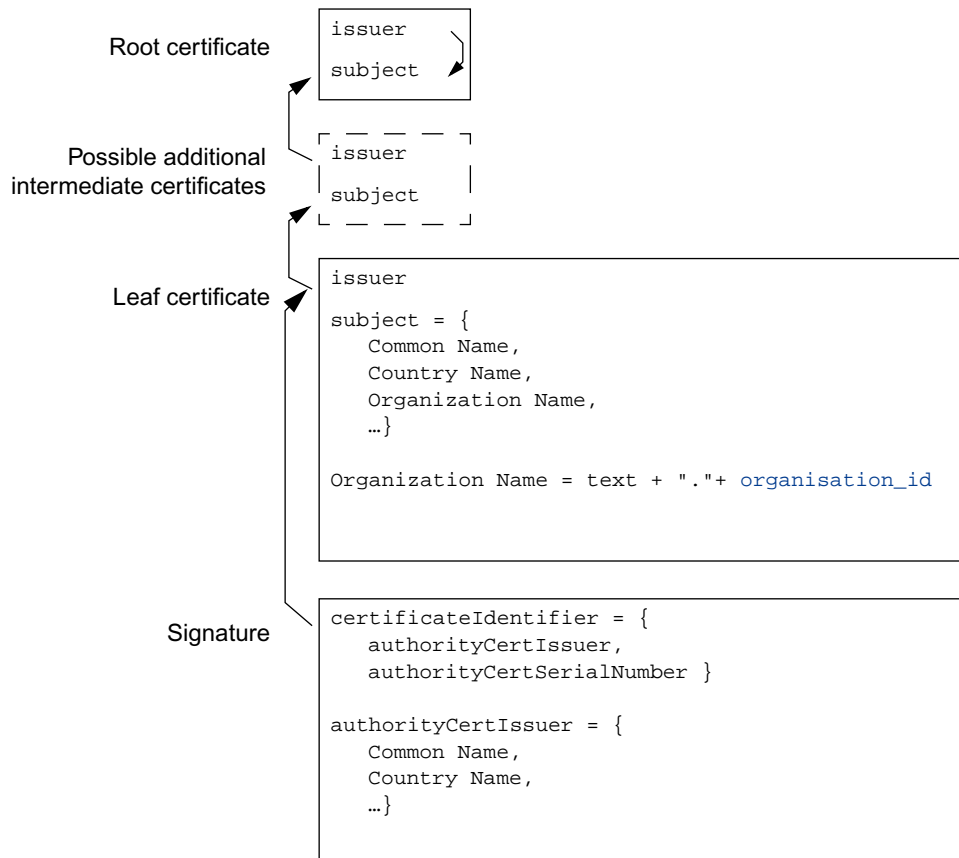 Root certificate
issuer
subject
Possible additional
intermediate certificates
issuer
subject
Leaf certificate
issuer
subject = {
Common Name,
Country Name,
Organization Name,
…}
Organization Name = text + "."+ organisation_id
Signature
certificateIdentifier = {
authorityCertIssuer,
authorityCertSerialNumber }
authorityCertIssuer = {
Common Name,
Country Name,
…}